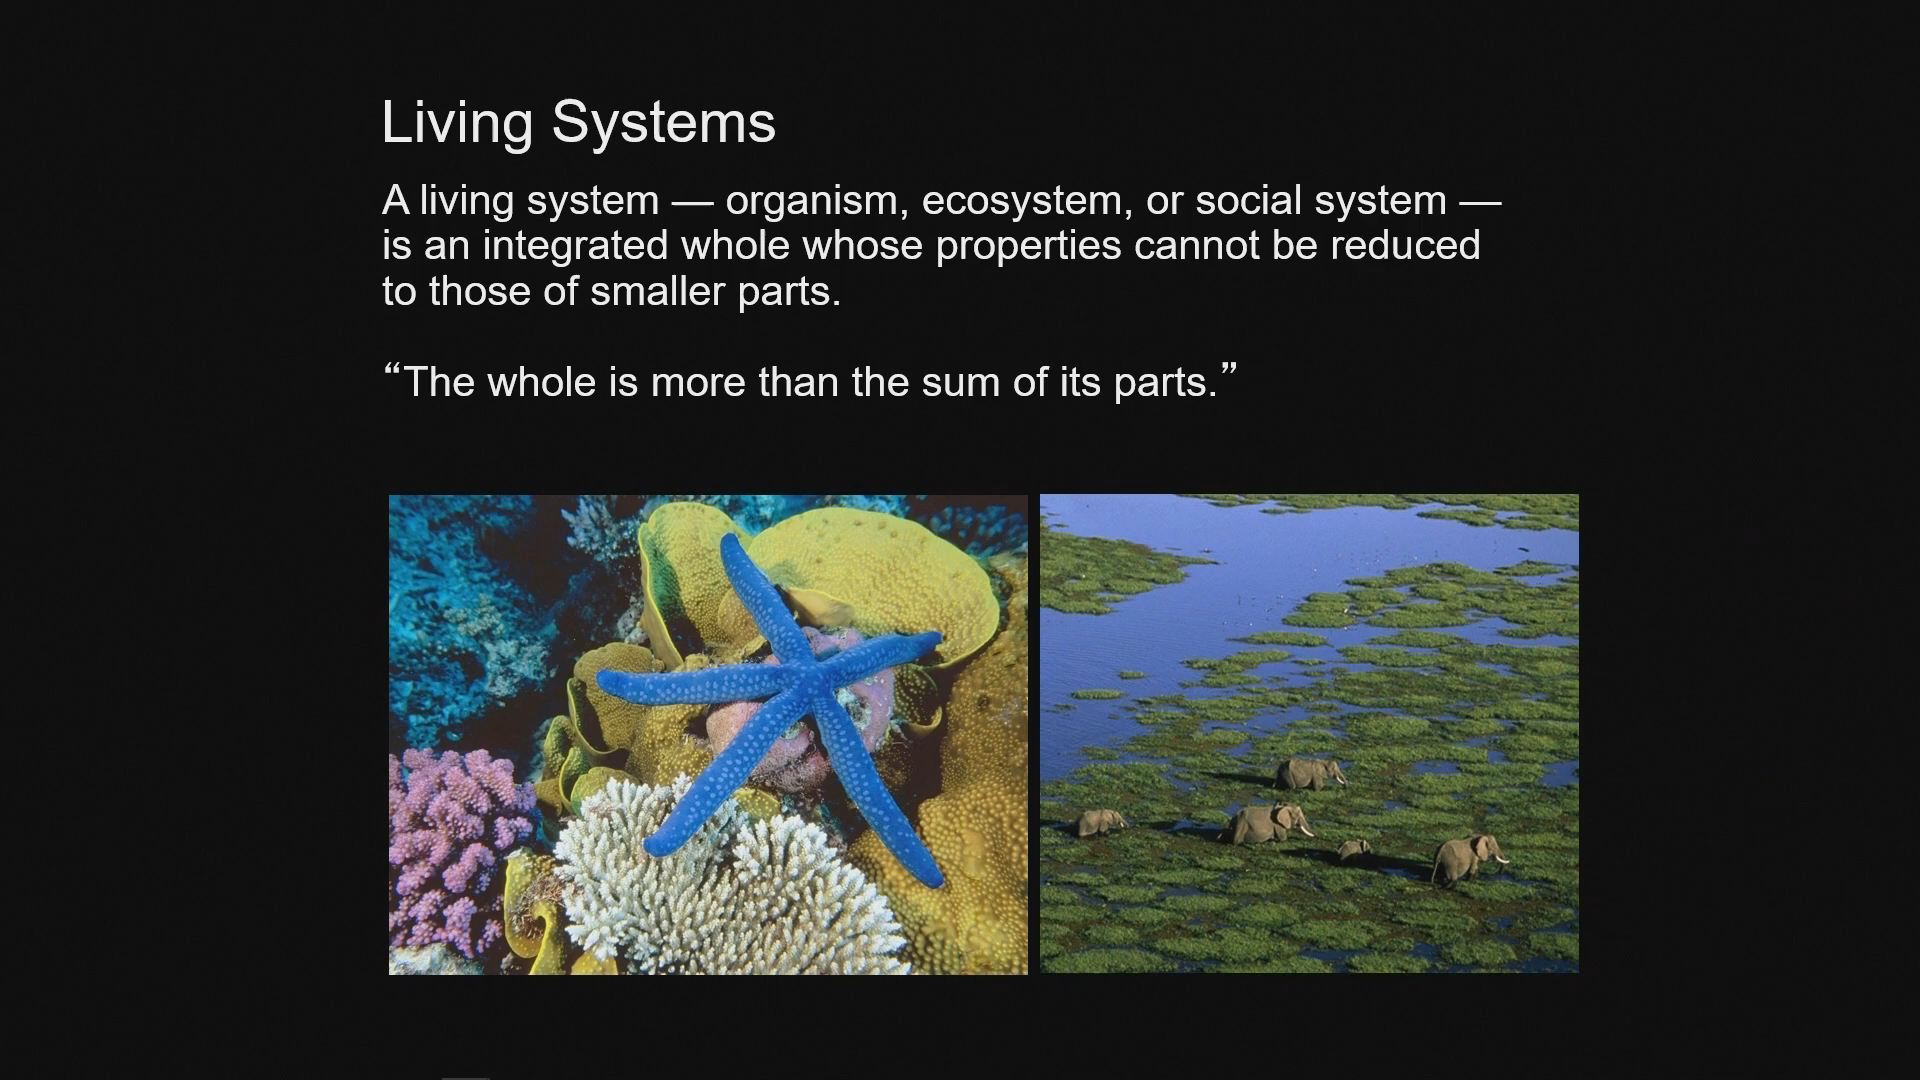 Living Systems
A living system — organism, ecosystem, or social system —
is an integrated whole whose properties cannot be reduced
to those of smaller parts.
“The whole is more than the sum of its parts.”